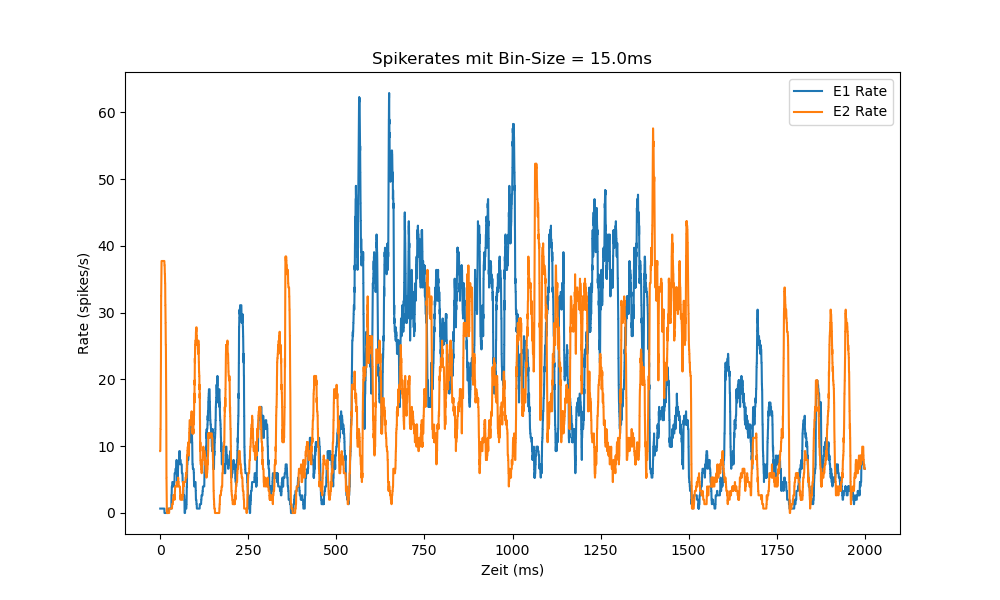 Spikerates mit Bin-Size = 15.0ms
E1 Rate
E2 Rate
Rate (spikes/s)
60
50
40
30
20
10
0
0 250 500 750 1000 1250 1500 1750 2000
Zeit (ms)